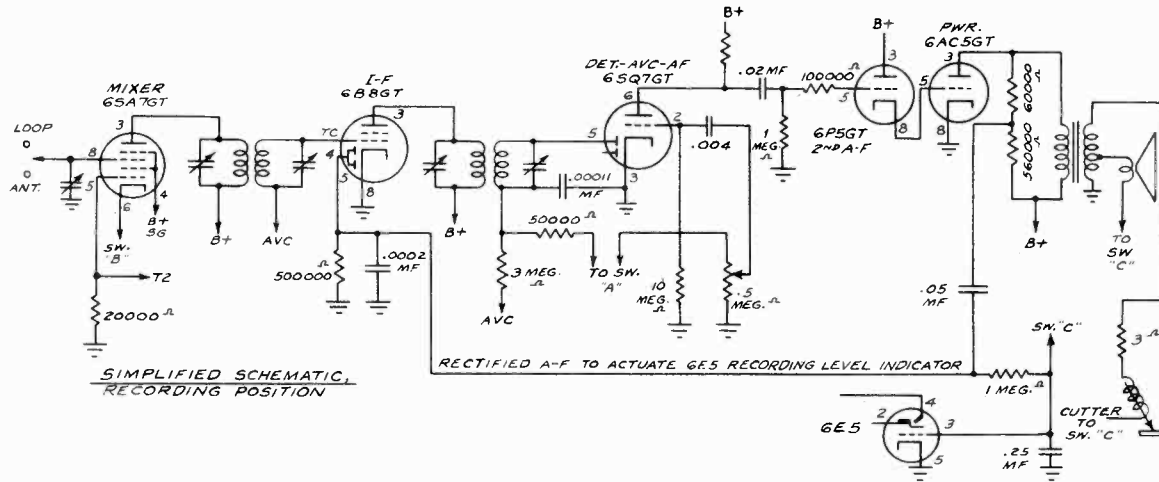 MIXER
6SA7GT
3
LOOP
ANT.
8
5
6
4
B+
SG
SW.
"B"
T2
20000 Ω
B+
AVC
I-F
6B8GT
3
TC
4
5
8
Ω
500000
.0002
MF
B+
.00011
MF
50000 Ω
3 MEG.
Ω
AVC
TO SW.
"A"
DET.-AVC-AF
6SQ7GT
6
5
2
3
.004
10
MEG.
Ω
.5
MEG. Ω
B+
.02MF
1
MEG.
Ω
100000 Ω
B+
3
5
8
6P5GT
2ND A-F
PWR.
6AC5GT
3
5
8
60000
Ω
560000
Ω
B+
TO
SW
"C"
.05
MF
SW. "C"
3 Ω
RECTIFIED A-F TO ACTUATE 6E5 RECORDING LEVEL INDICATOR
1 MEG. Ω
CUTTER
TO
SW. "C"
6E5
2
4
3
5
.25
MF
SIMPLIFIED SCHEMATIC,
RECORDING POSITION